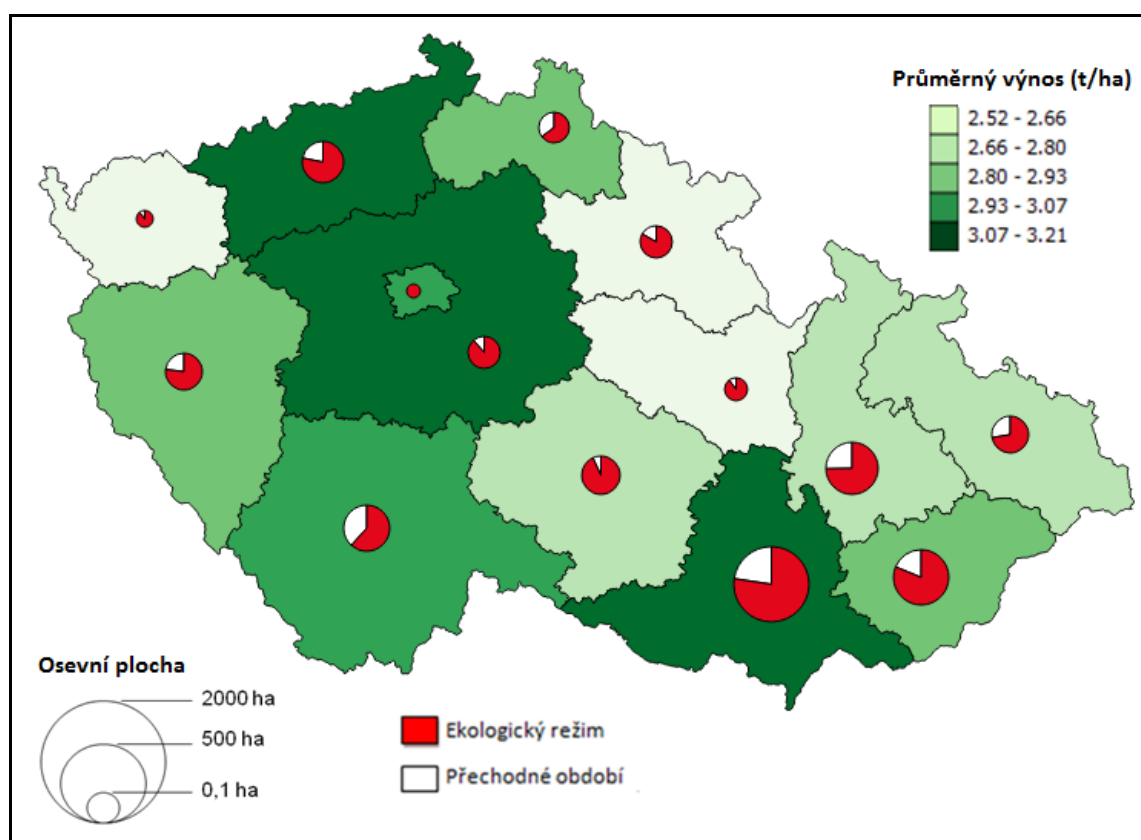 Průměrný výnos (t/ha)
2.52 - 2.66
2.66 - 2.80
2.80 - 2.93
2.93 - 3.07
3.07 - 3.21
Osevní plocha
2000 ha
500 ha
0,1 ha
Ekologický režim
Přechodné období